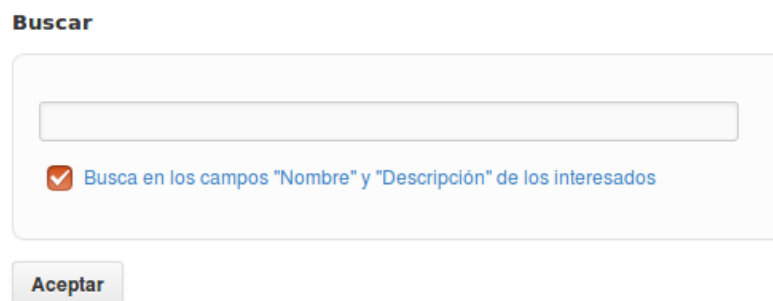 Buscar
Busca en los campos "Nombre" y "Descripción" de los interesados
Aceptar